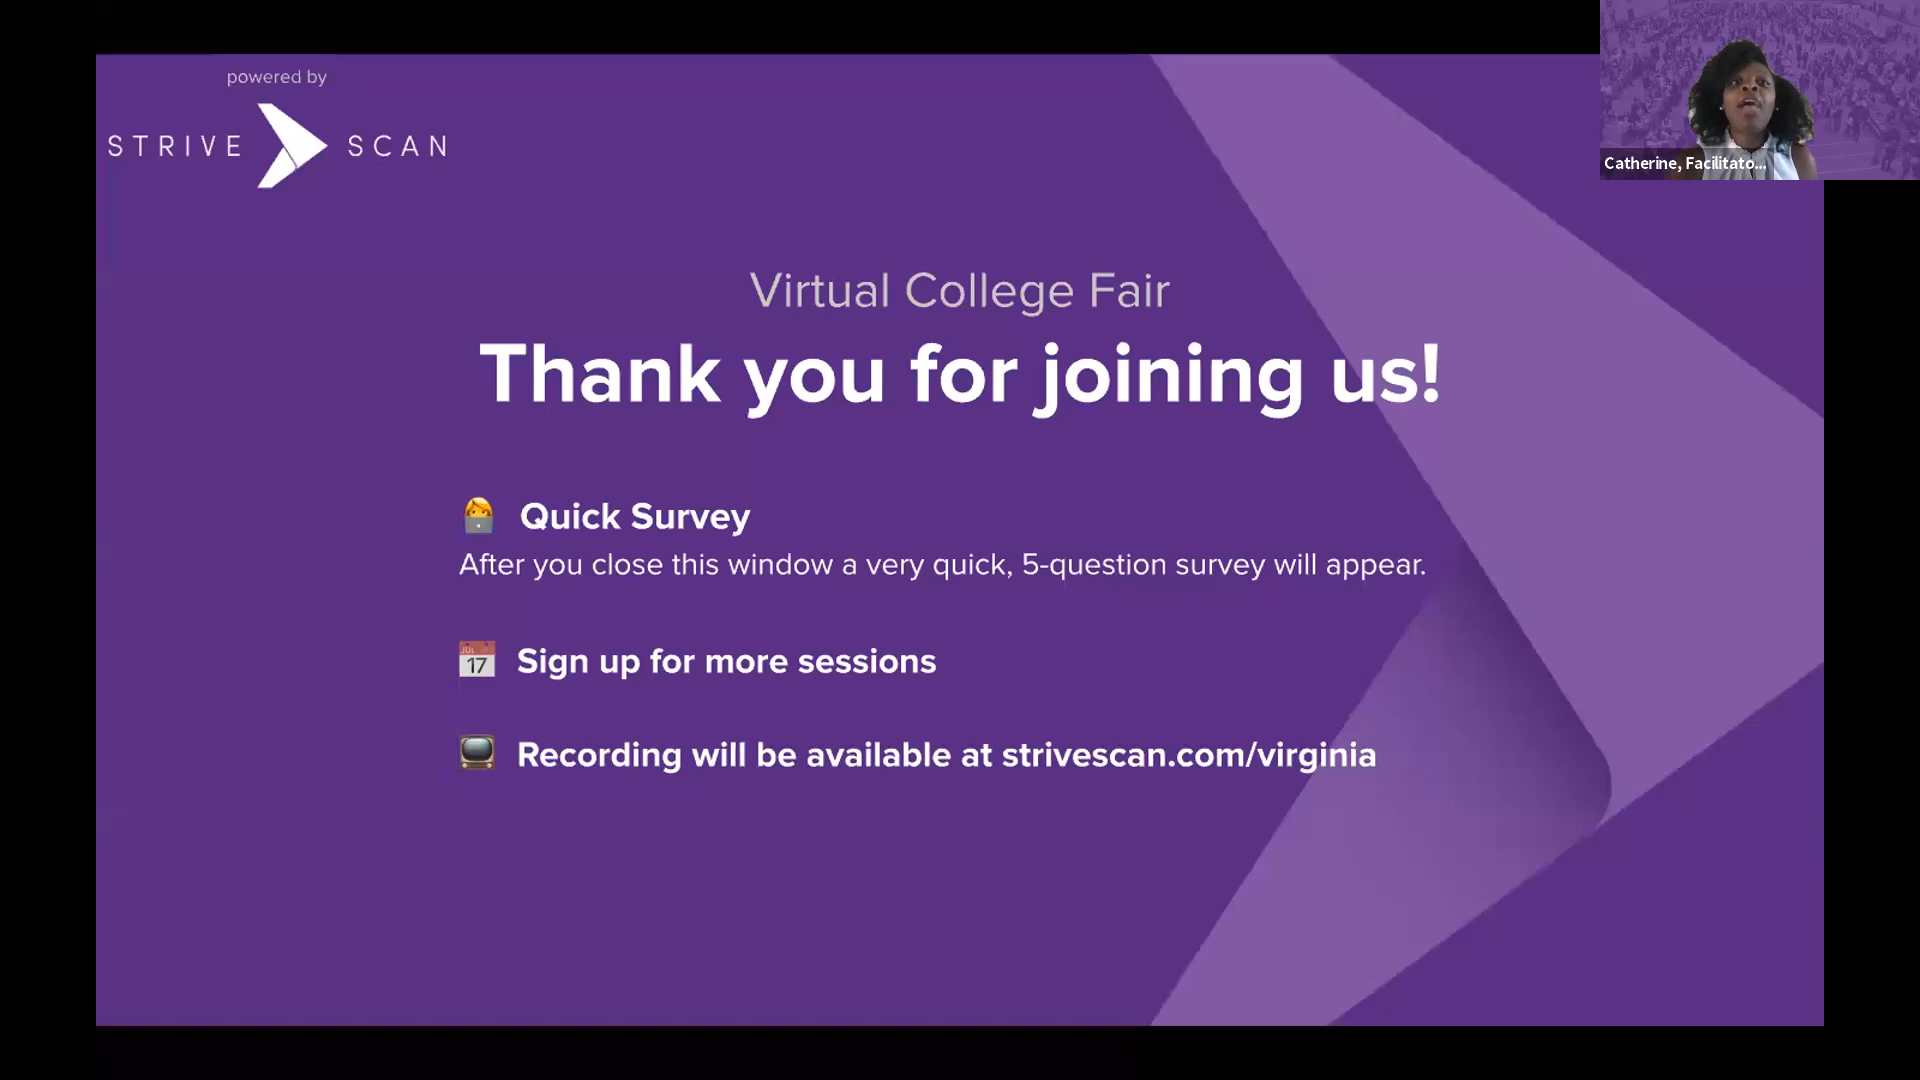 powered by
STRIVE SCAN
Catherine, Facilitato...
Virtual College Fair
Thank you for joining us!
Quick Survey
After you close this window a very quick, 5-question survey will appear.
JUL
17
Sign up for more sessions
Recording will be available at strivescan.com/virginia